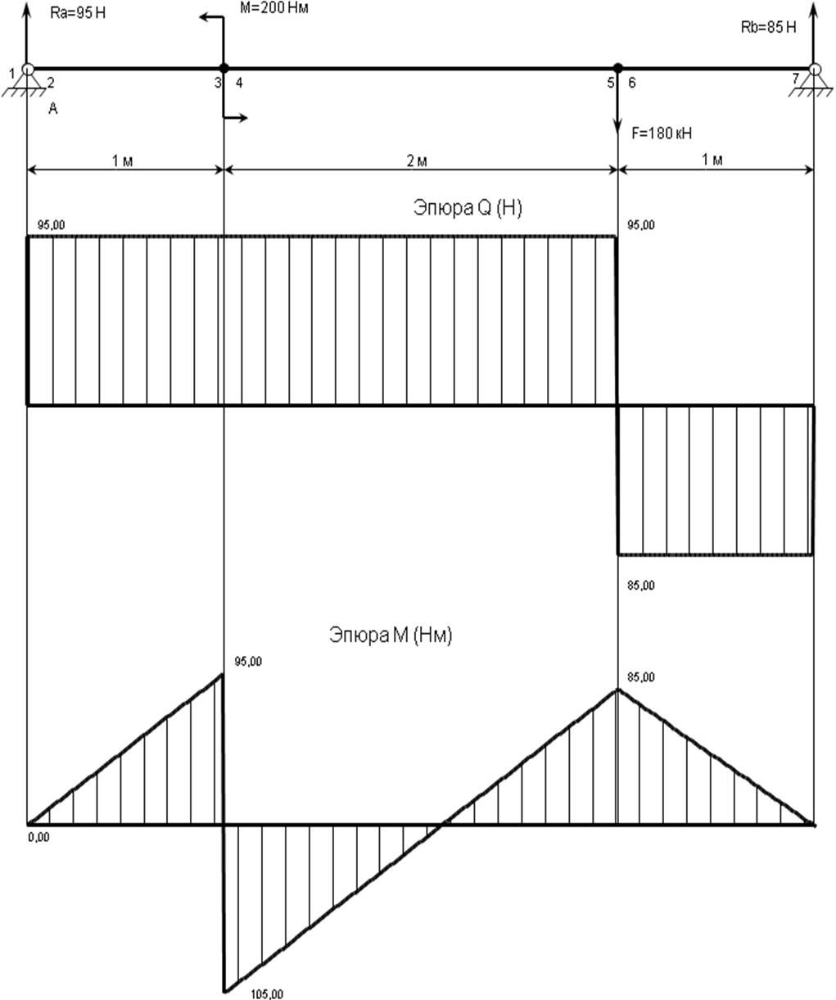 Ra=95 Н
M=200 Нм
Rb=85 Н
1
2
3
4
5
6
7
A
F=180 кН
1 м
2 м
1 м
Эпюра Q (Н)
95,00
95,00
85,00
Эпюра М (Нм)
95,00
85,00
0,00
105,00